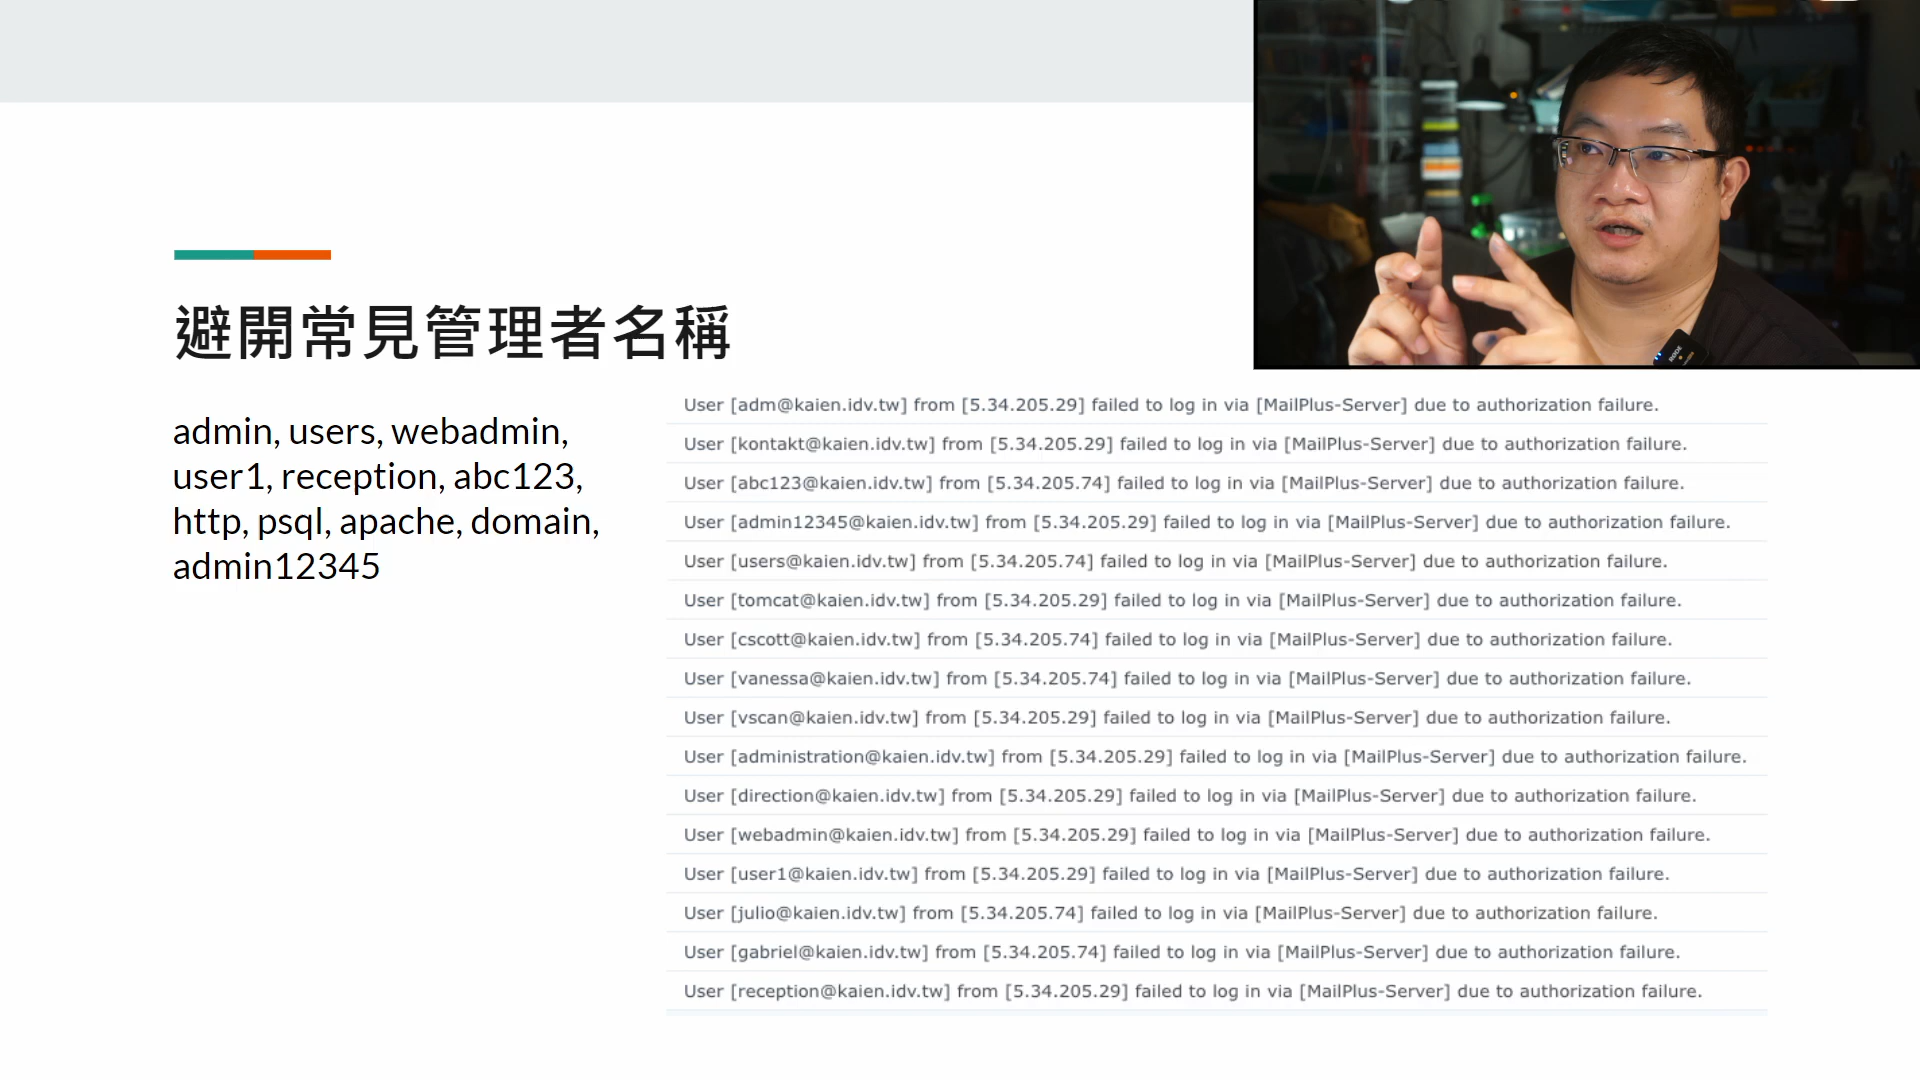 避開常見管理者名稱
admin, users, webadmin,
user1, reception, abc123,
http, psql, apache, domain,
admin12345
User [adm@kaien.idv.tw] from [5.34.205.29] failed to log in via [MailPlus-Server] due to authorization failure.
User [kontakt@kaien.idv.tw] from [5.34.205.29] failed to log in via [MailPlus-Server] due to authorization failure.
User [abc123@kaien.idv.tw] from [5.34.205.74] failed to log in via [MailPlus-Server] due to authorization failure.
User [admin12345@kaien.idv.tw] from [5.34.205.29] failed to log in via [MailPlus-Server] due to authorization failure.
User [users@kaien.idv.tw] from [5.34.205.74] failed to log in via [MailPlus-Server] due to authorization failure.
User [tomcat@kaien.idv.tw] from [5.34.205.29] failed to log in via [MailPlus-Server] due to authorization failure.
User [cscott@kaien.idv.tw] from [5.34.205.74] failed to log in via [MailPlus-Server] due to authorization failure.
User [vanessa@kaien.idv.tw] from [5.34.205.74] failed to log in via [MailPlus-Server] due to authorization failure.
User [vscan@kaien.idv.tw] from [5.34.205.29] failed to log in via [MailPlus-Server] due to authorization failure.
User [administration@kaien.idv.tw] from [5.34.205.29] failed to log in via [MailPlus-Server] due to authorization failure.
User [direction@kaien.idv.tw] from [5.34.205.29] failed to log in via [MailPlus-Server] due to authorization failure.
User [webadmin@kaien.idv.tw] from [5.34.205.29] failed to log in via [MailPlus-Server] due to authorization failure.
User [user1@kaien.idv.tw] from [5.34.205.29] failed to log in via [MailPlus-Server] due to authorization failure.
User [julio@kaien.idv.tw] from [5.34.205.74] failed to log in via [MailPlus-Server] due to authorization failure.
User [gabriel@kaien.idv.tw] from [5.34.205.74] failed to log in via [MailPlus-Server] due to authorization failure.
User [reception@kaien.idv.tw] from [5.34.205.29] failed to log in via [MailPlus-Server] due to authorization failure.
RØDE